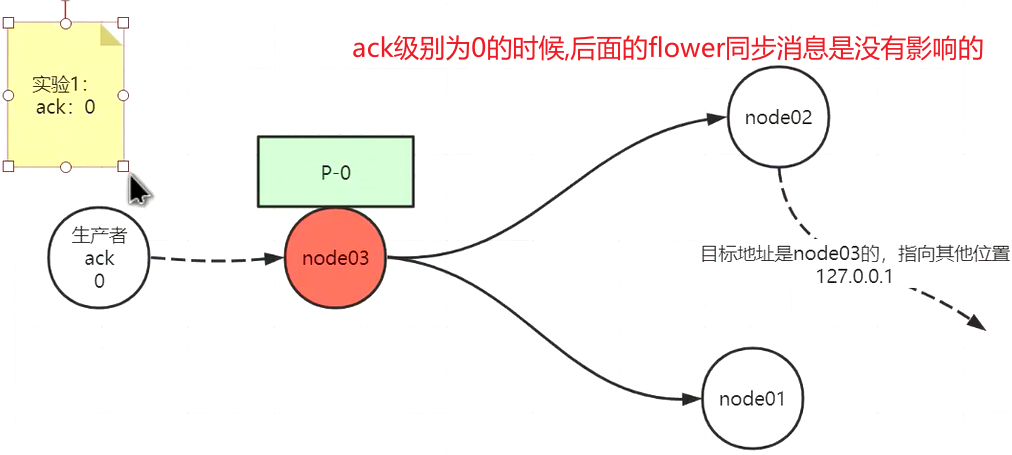 ack级别为0的时候,后面的flower同步消息是没有影响的
实验1：
ack：0
node02
P-0
生产者
ack
0
node03
目标地址是node03的，指向其他位置
127.0.0.1
node01